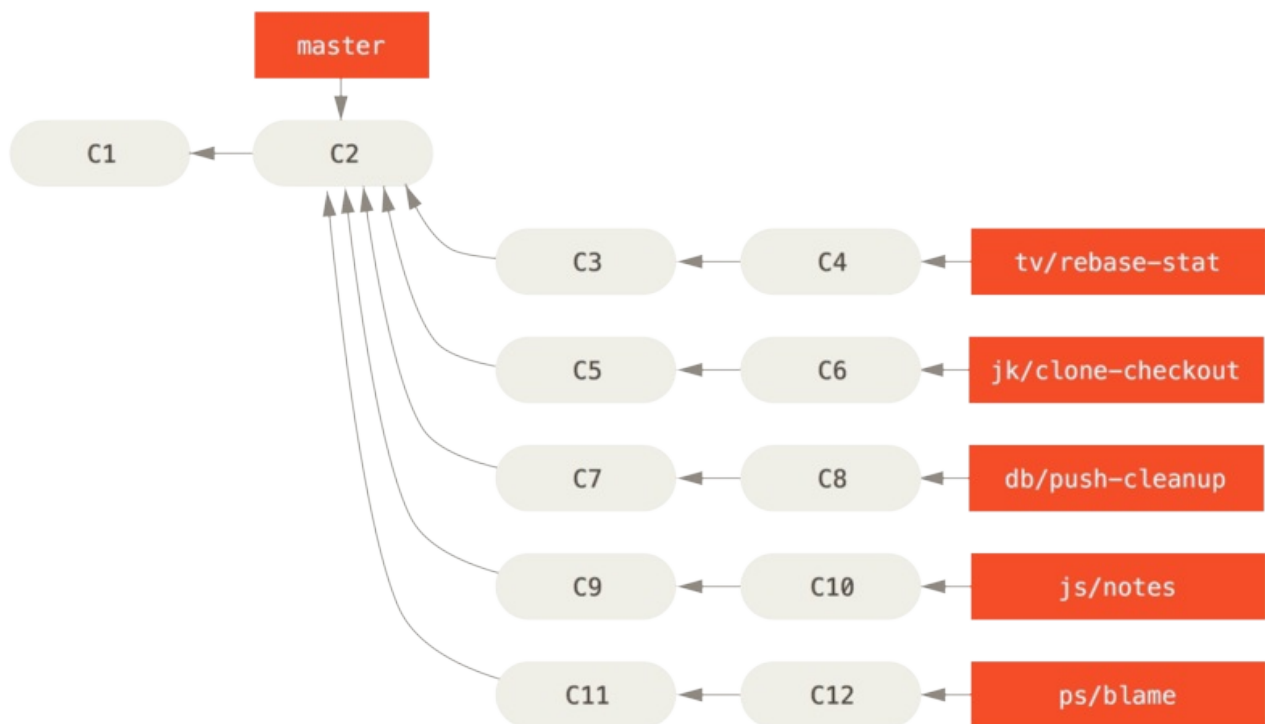 master
C1
C2
C3
C4
tv/rebase-stat
C5
C6
jk/clone-checkout
C7
C8
db/push-cleanup
C9
C10
js/notes
C11
C12
ps/blame